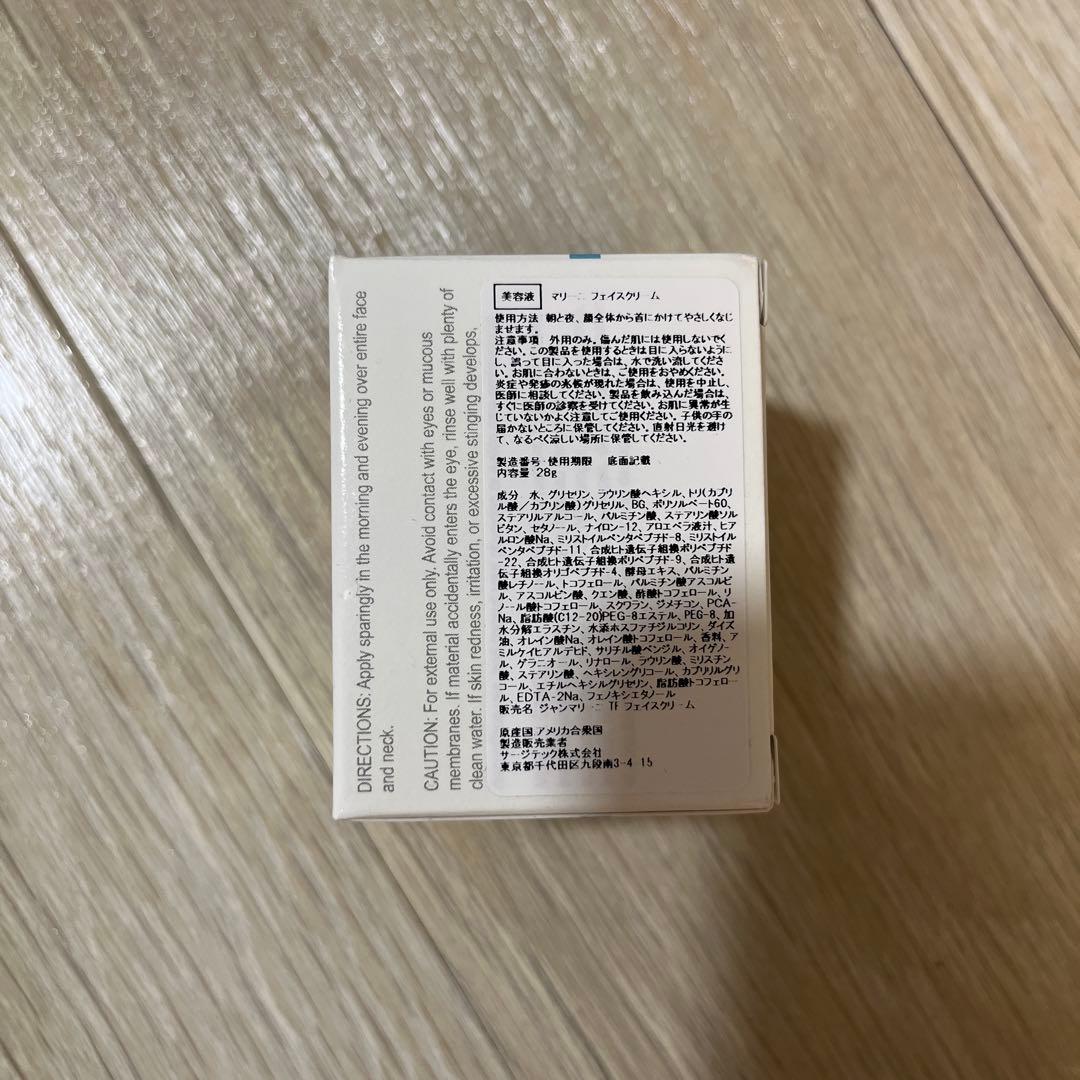 DIRECTIONS: Apply sparingly in the morning and evening over entire face
and neck.
CAUTION: For external use only. Avoid contact with eyes or mucous
membranes. If material accidentally enters the eye, rinse well with plenty of
clean water. If skin redness, irritation, or excessive stinging develops,
美容液 マリーニ フェイスクリーム
使用方法 朝と夜、顔全体から首にかけてやさしくなじ
ませます。
注意事項 外用のみ。傷んだ肌には使用しないでく
ださい。この製品を使用するときは目に入らないように
し、誤って目に入った場合は、水で洗い流してくださ
い。お肌に合わないときは、ご使用をおやめください。
炎症や発疹の兆候が現れた場合は、使用を中止し、
医師に相談してください。製品を飲み込んだ場合は、
すぐに医師の診察を受けてください。お肌に異常が生
じていないかよく注意してご使用ください。子供の手の
届かないところに保管してください。直射日光を避け
て、なるべく涼しい場所に保管してください。
製造番号・使用期限 底面記載
内容量 28g
成分 水、グリセリン、ラウリン酸ヘキシル、トリ(カプリ
ル酸/カプリン酸)グリセリル、BG、ポリソルベート60、
ステアリルアルコール、パルミチン酸、ステアリン酸ソル
ビタン、セタノール、ナイロン-12、アロエベラ液汁、ヒア
ルロン酸Na、ミリストイルペンタペプチド-8、ミリストイル
ペンタペプチド-11、合成ヒト遺伝子組換ポリペプチド
-22、合成ヒト遺伝子組換ポリペプチド-9、合成ヒト遺
伝子組換オリゴペプチド-4、酵母エキス、パルミチン
酸レチノール、トコフェロール、パルミチン酸アスコルビ
ル、アスコルビン酸、クエン酸、酢酸トコフェロール、リ
ノール酸トコフェロール、スクワラン、ジメチコン、PCA-
Na、脂肪酸(C12-20)PEG-8エステル、PEG-8、加
水分解エラスチン、水添ホスファチジルコリン、ダイズ
油、オレイン酸Na、オレイン酸トコフェロール、香料、ア
ミルケイヒアルデヒド、サリチル酸ベンジル、オイゲノー
ル、ゲラニオール、リナロール、ラウリン酸、ミリスチン
酸、ステアリン酸、ヘキシレングリコール、カプリリルグリ
コール、エチルヘキシルグリセリン、脂肪酸トコフェロー
ル、EDTA-2Na、フェノキシエタノール
販売名 ジャンマリーニ TF フェイスクリーム
原産国 アメリカ合衆国
製造販売業者
サージテック株式会社
東京都千代田区九段南3-4-15